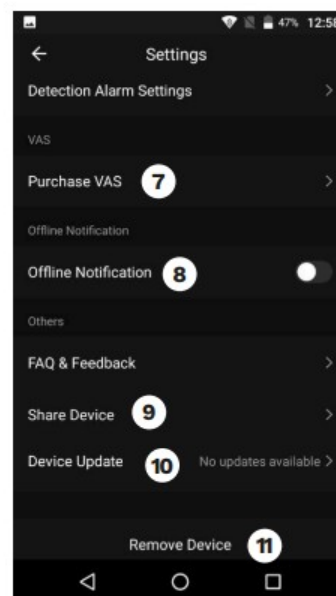 47% 12:58
Settings
Detection Alarm Settings
VAS
Purchase VAS 7
Offline Notification
Offline Notification 8
Others
FAQ & Feedback
Share Device 9
Device Update 10 No updates available
Remove Device 11